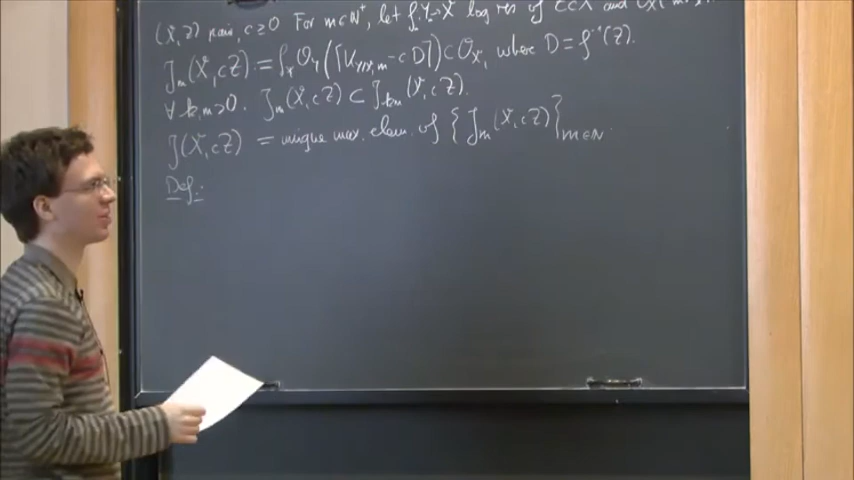 (X, Z) pair, c≥0 For m∈ℕ⁺, let f: Y→X log res of Z⊂X and O_X(
J_m(X, cZ) := f_* O_Y(⌈K_{Y/X,m} - cD⌉) ⊂ O_X, where D = f⁻¹(Z).
∀ k,m>0. J_m(X, cZ) ⊂ J_{km}(X, cZ).
J(X, cZ) = unique max. elem. of {J_m(X, cZ)}_{m∈ℕ}.
Def.: